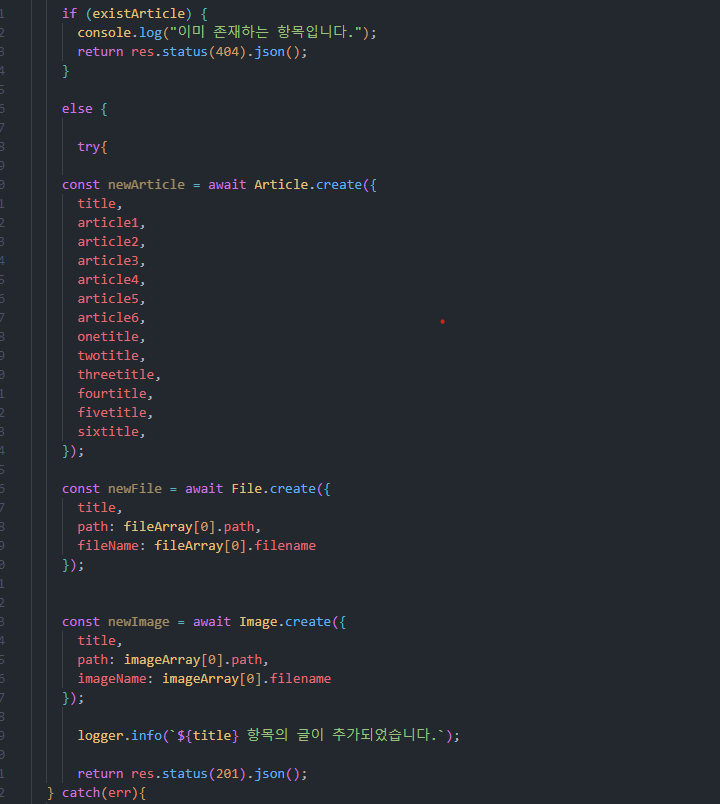 if (existArticle) {
console.log("이미 존재하는 항목입니다.");
return res.status(404).json();
}
else {
try{
const newArticle = await Article.create({
title,
article1,
article2,
article3,
article4,
article5,
article6,
onetitle,
twotitle,
threetitle,
fourtitle,
fivetitle,
sixtitle,
});
const newFile = await File.create({
title,
path: fileArray[0].path,
fileName: fileArray[0].filename
});
const newImage = await Image.create({
title,
path: imageArray[0].path,
imageName: imageArray[0].filename
});
logger.info(`${title} 항목의 글이 추가되었습니다.`);
return res.status(201).json();
} catch(err){